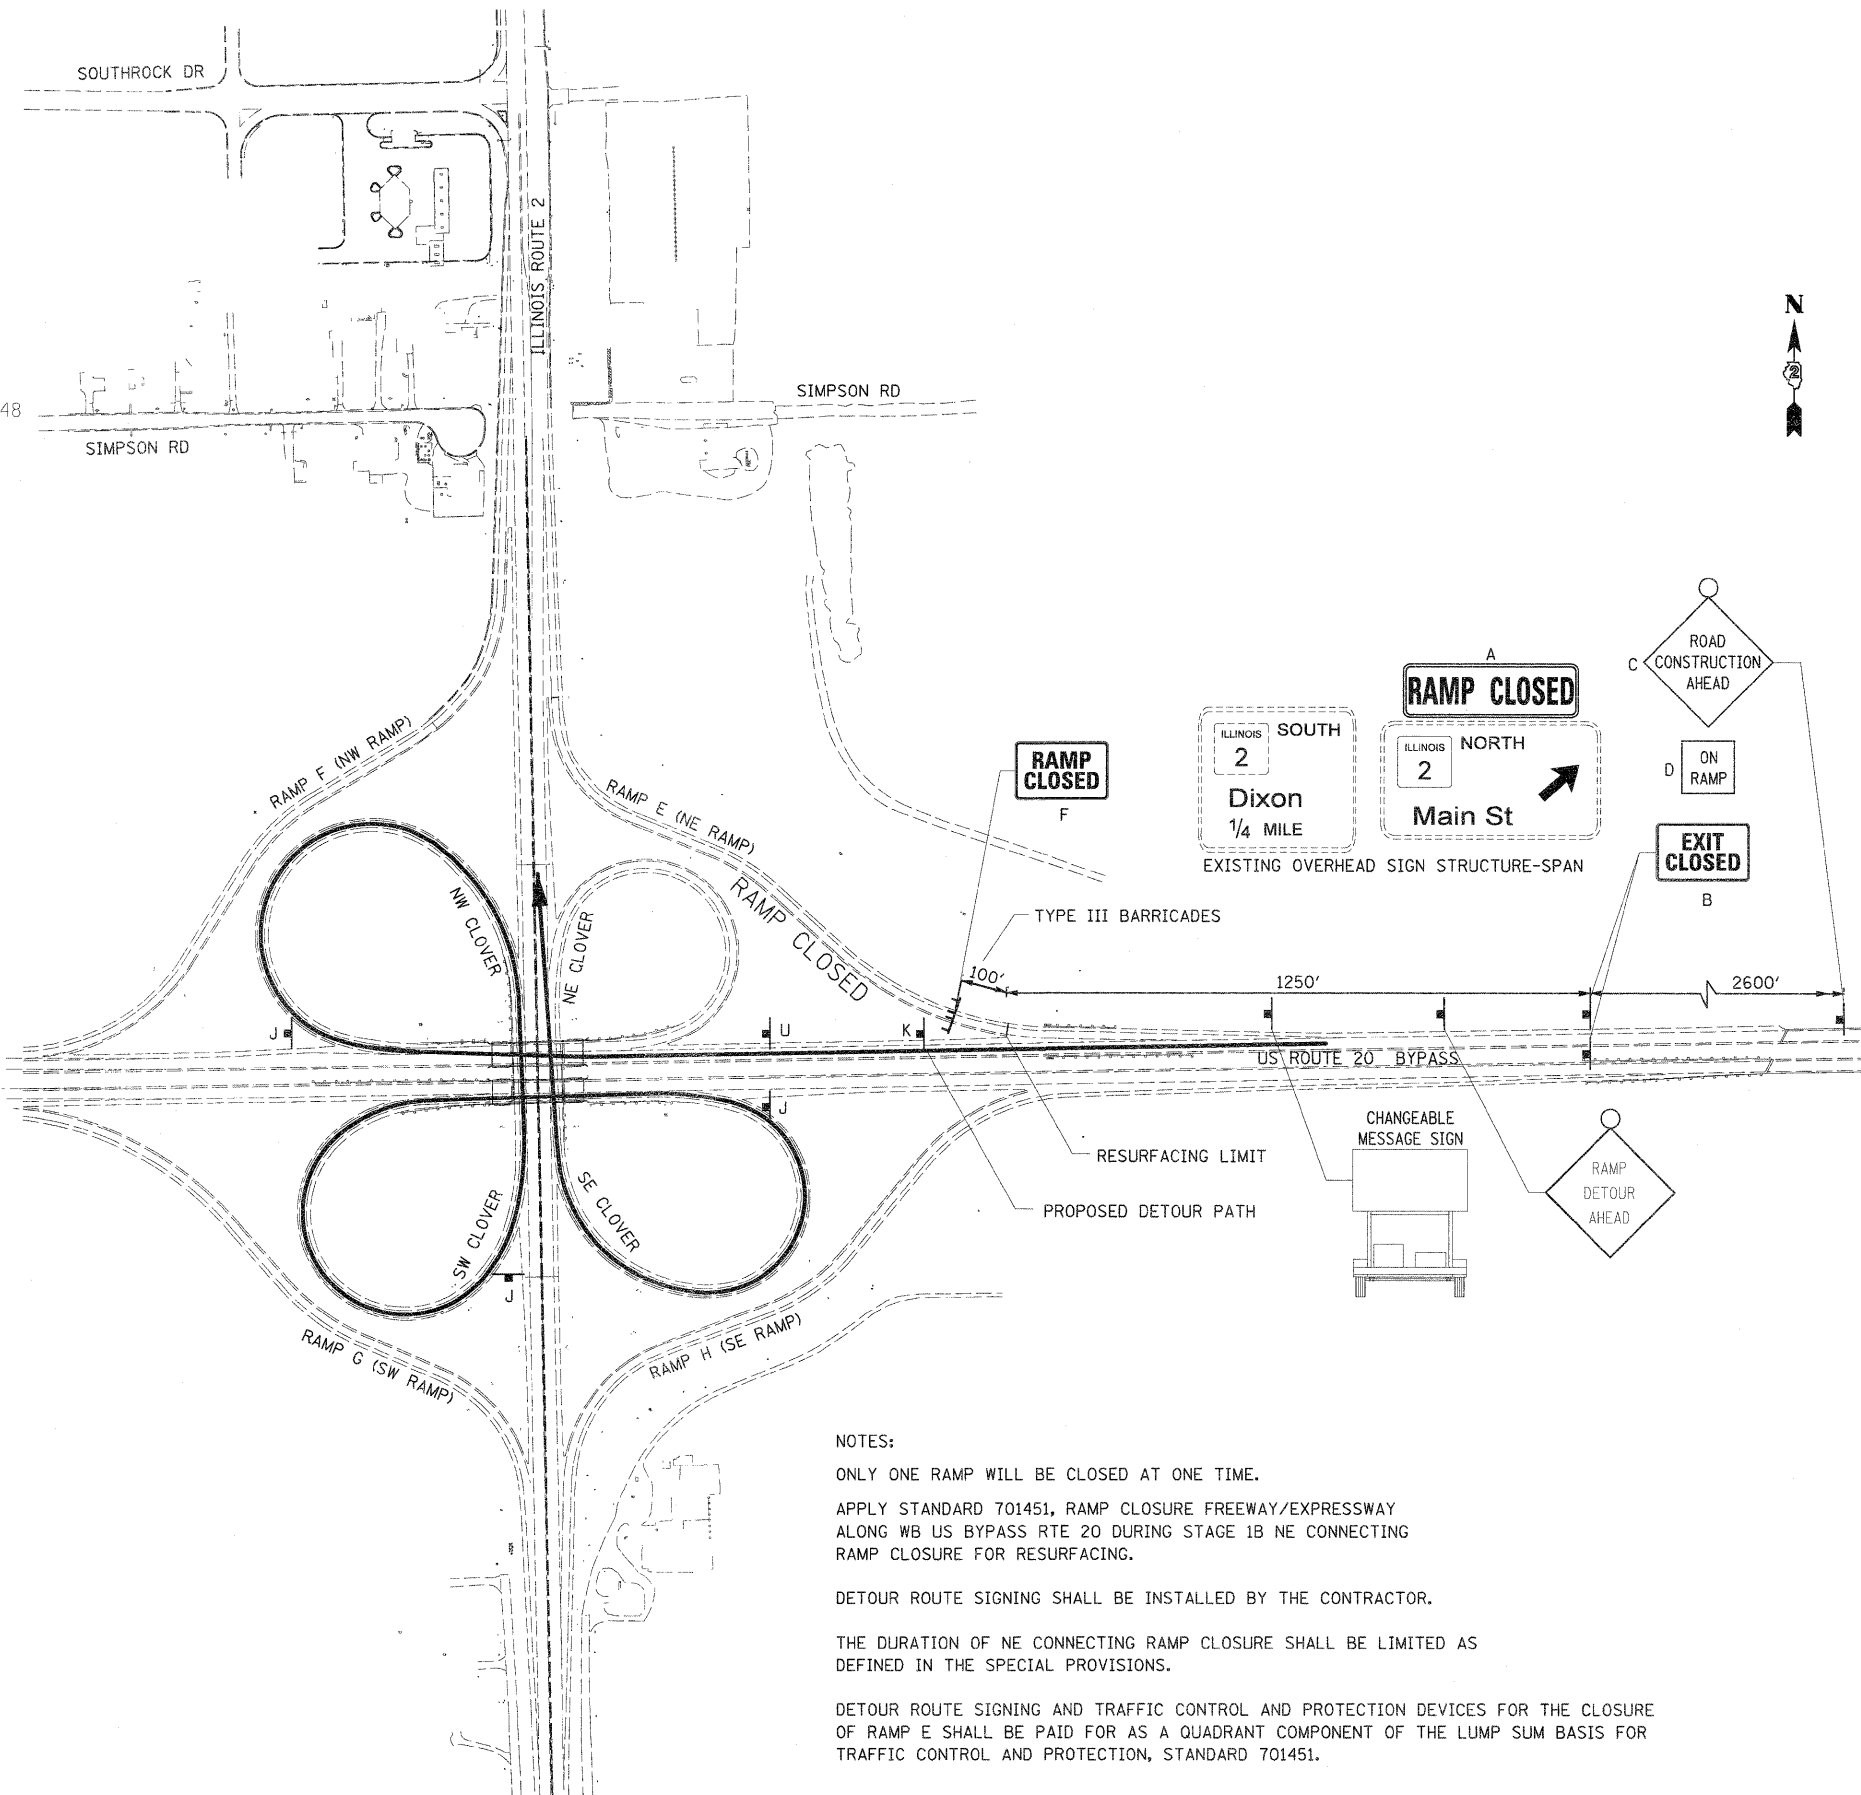 SOUTHROCK DR
ILLINOIS ROUTE 2
N
2
SIMPSON RD
48
SIMPSON RD
ROAD
CONSTRUCTION
AHEAD
C
A
RAMP CLOSED
ILLINOIS
2
SOUTH
Dixon
1/4 MILE
ILLINOIS
2
NORTH
Main St
EXISTING OVERHEAD SIGN STRUCTURE-SPAN
D
ON
RAMP
EXIT
CLOSED
B
RAMP
CLOSED
F
RAMP F (NW RAMP)
RAMP E (NE RAMP)
RAMP CLOSED
NW CLOVER
NE CLOVER
TYPE III BARRICADES
100'
1250'
2600'
J
U
K
US ROUTE 20 BYPASS
J
CHANGEABLE
MESSAGE SIGN
RESURFACING LIMIT
RAMP
DETOUR
AHEAD
PROPOSED DETOUR PATH
SW CLOVER
SE CLOVER
J
RAMP G (SW RAMP)
RAMP H (SE RAMP)
NOTES:
ONLY ONE RAMP WILL BE CLOSED AT ONE TIME.
APPLY STANDARD 701451, RAMP CLOSURE FREEWAY/EXPRESSWAY
ALONG WB US BYPASS RTE 20 DURING STAGE 1B NE CONNECTING
RAMP CLOSURE FOR RESURFACING.
DETOUR ROUTE SIGNING SHALL BE INSTALLED BY THE CONTRACTOR.
THE DURATION OF NE CONNECTING RAMP CLOSURE SHALL BE LIMITED AS
DEFINED IN THE SPECIAL PROVISIONS.
DETOUR ROUTE SIGNING AND TRAFFIC CONTROL AND PROTECTION DEVICES FOR THE CLOSURE
OF RAMP E SHALL BE PAID FOR AS A QUADRANT COMPONENT OF THE LUMP SUM BASIS FOR
TRAFFIC CONTROL AND PROTECTION, STANDARD 701451.